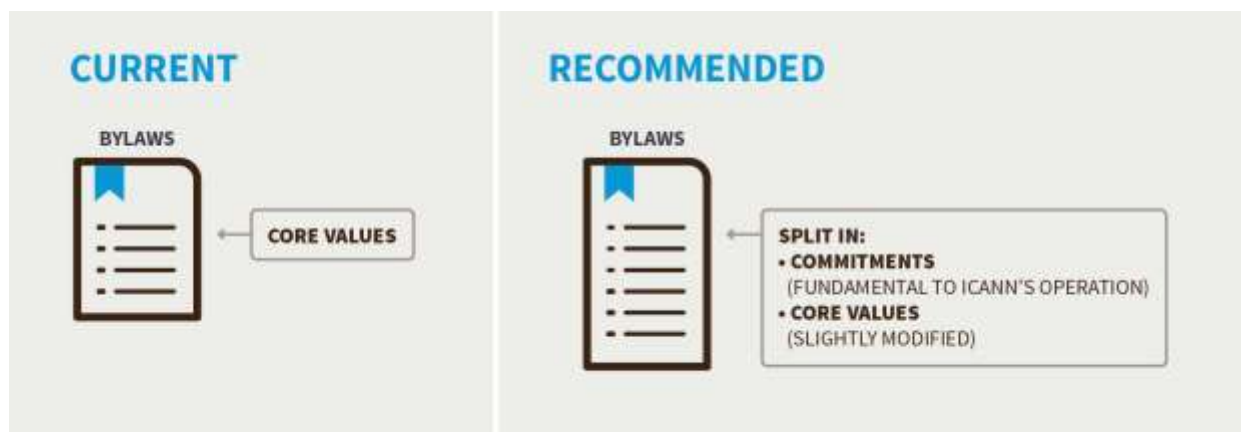 CURRENT
BYLAWS
CORE VALUES
RECOMMENDED
BYLAWS
SPLIT IN:
• COMMITMENTS
(FUNDAMENTAL TO ICANN'S OPERATION)
• CORE VALUES
(SLIGHTLY MODIFIED)